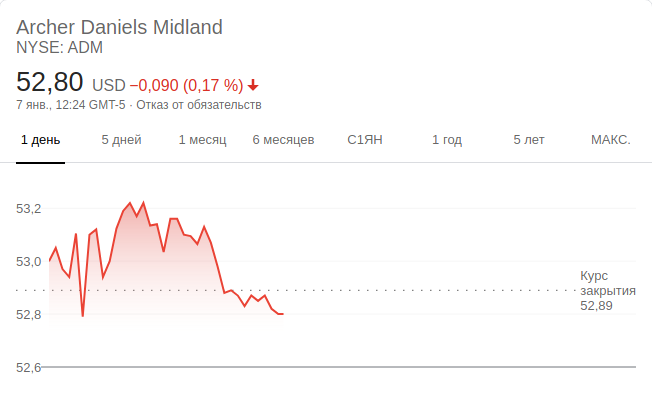 Archer Daniels Midland
NYSE: ADM
52,80 USD −0,090 (0,17 %)
7 янв., 12:24 GMT-5 · Отказ от обязательств
1 день 5 дней 1 месяц 6 месяцев С1ЯН 1 год 5 лет МАКС.
53,2
53,0
Курс
закрытия
52,89
52,8
52,6